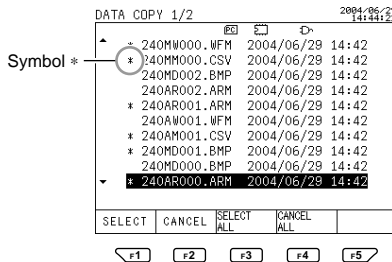 DATA COPY 1/2
2004/06/2
14:44:2
PC
* 240MW000.WFM 2004/06/29 14:42
Symbol *
* 240MM000.CSV 2004/06/29 14:42
240MD002.BMP 2004/06/29 14:42
240AR002.ARM 2004/06/29 14:42
* 240AR001.ARM 2004/06/29 14:42
240AW001.WFM 2004/06/29 14:42
* 240AM001.CSV 2004/06/29 14:42
* 240MD001.BMP 2004/06/29 14:42
240MD000.BMP 2004/06/29 14:42
* 240AR000.ARM 2004/06/29 14:42
SELECT CANCEL SELECT ALL CANCEL ALL
F1 F2 F3 F4 F5